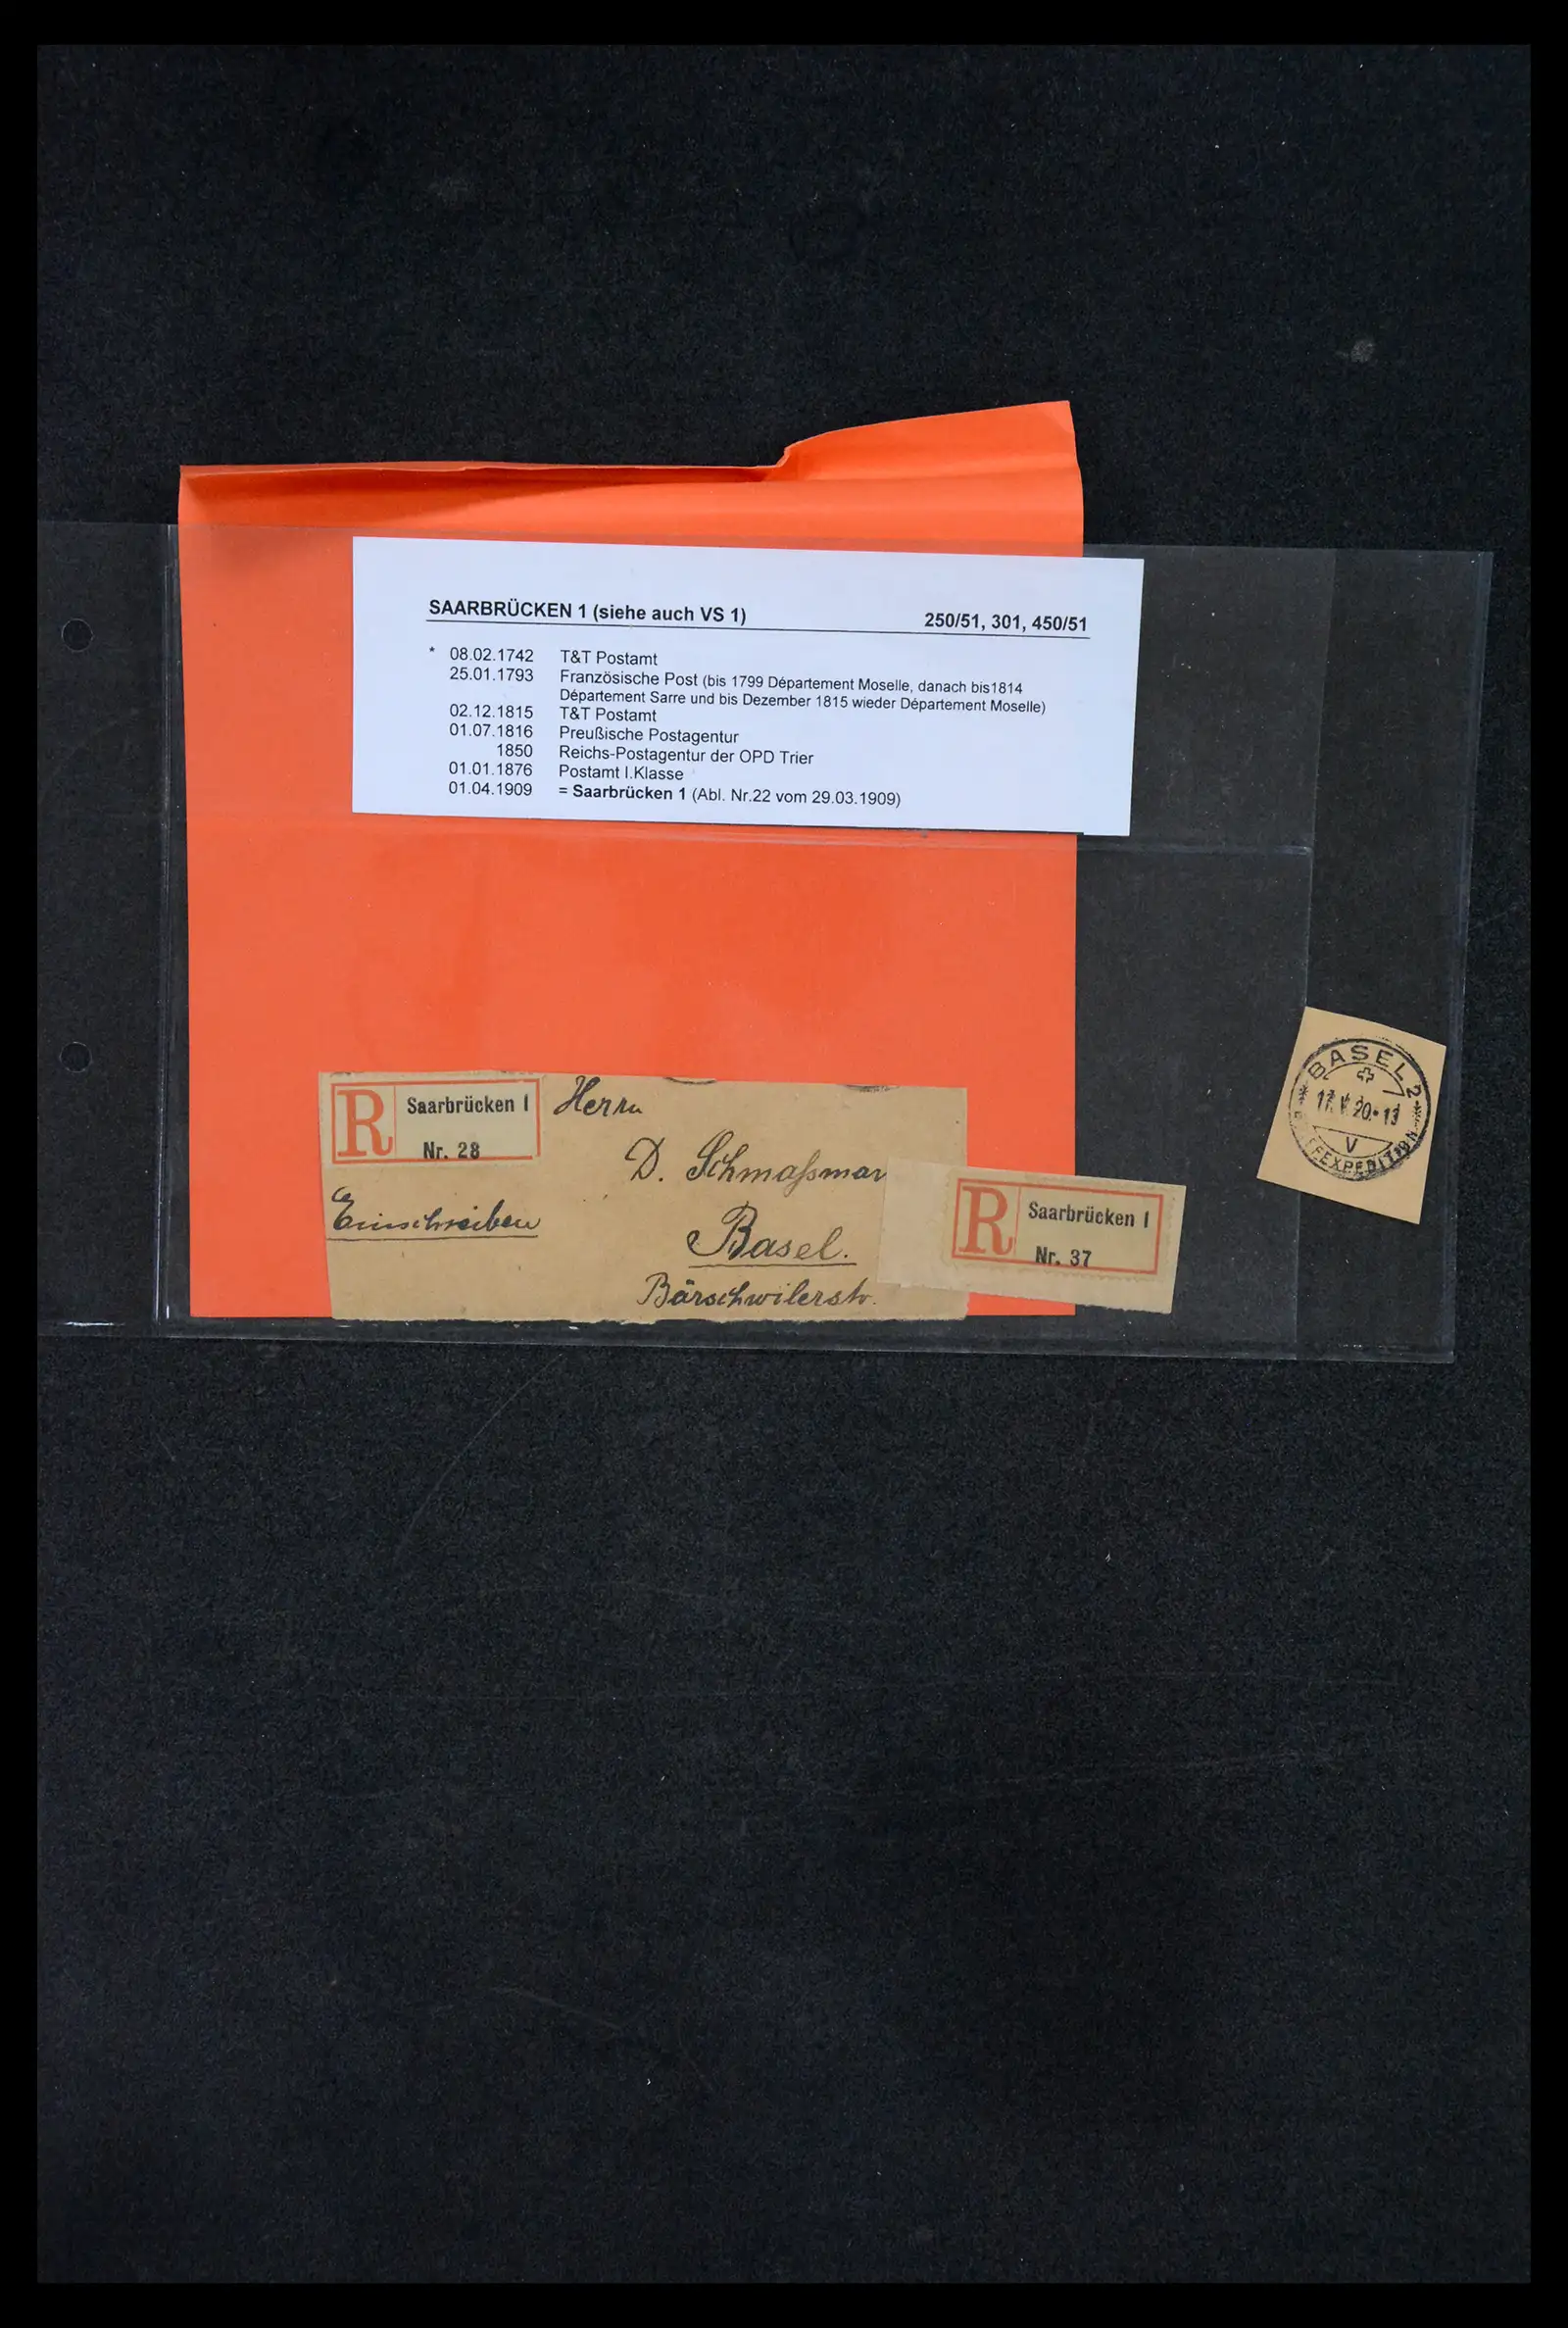 SAARBRÜCKEN 1 (siehe auch VS 1) 250/51, 301, 450/51
* 08.02.1742 T&T Postamt
25.01.1793 Französische Post (bis 1799 Département Moselle, danach bis1814
Département Sarre und bis Dezember 1815 wieder Département Moselle)
02.12.1815 T&T Postamt
01.07.1816 Preußische Postagentur
1850 Reichs-Postagentur der OPD Trier
01.01.1876 Postamt I.Klasse
01.04.1909 = Saarbrücken 1 (Abl. Nr.22 vom 29.03.1909)
R Saarbrücken 1
Nr. 28
Herrn
D. Schmaßman
Einschreiben
Basel.
Bärschwilerstr.
R Saarbrücken 1
Nr. 37
BASEL 2
17.V.20.-13
V